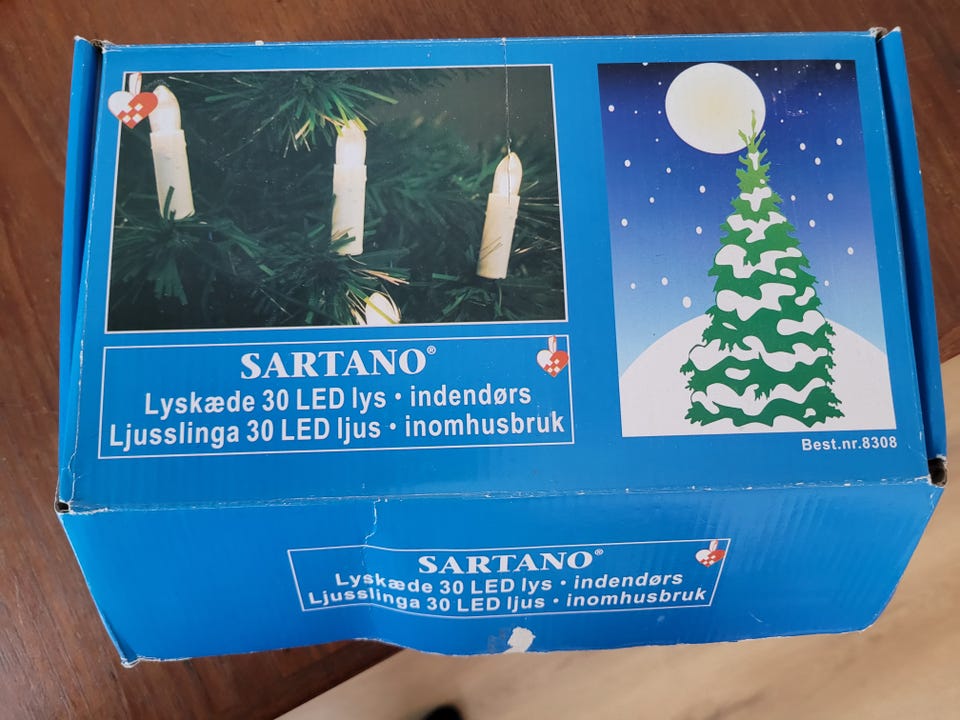 SARTANO®
Lyskæde 30 LED lys • indendørs
Ljusslinga 30 LED ljus • inomhusbruk
Best.nr.8308
SARTANO®
Lyskæde 30 LED lys • indendørs
Ljusslinga 30 LED ljus • inomhusbruk